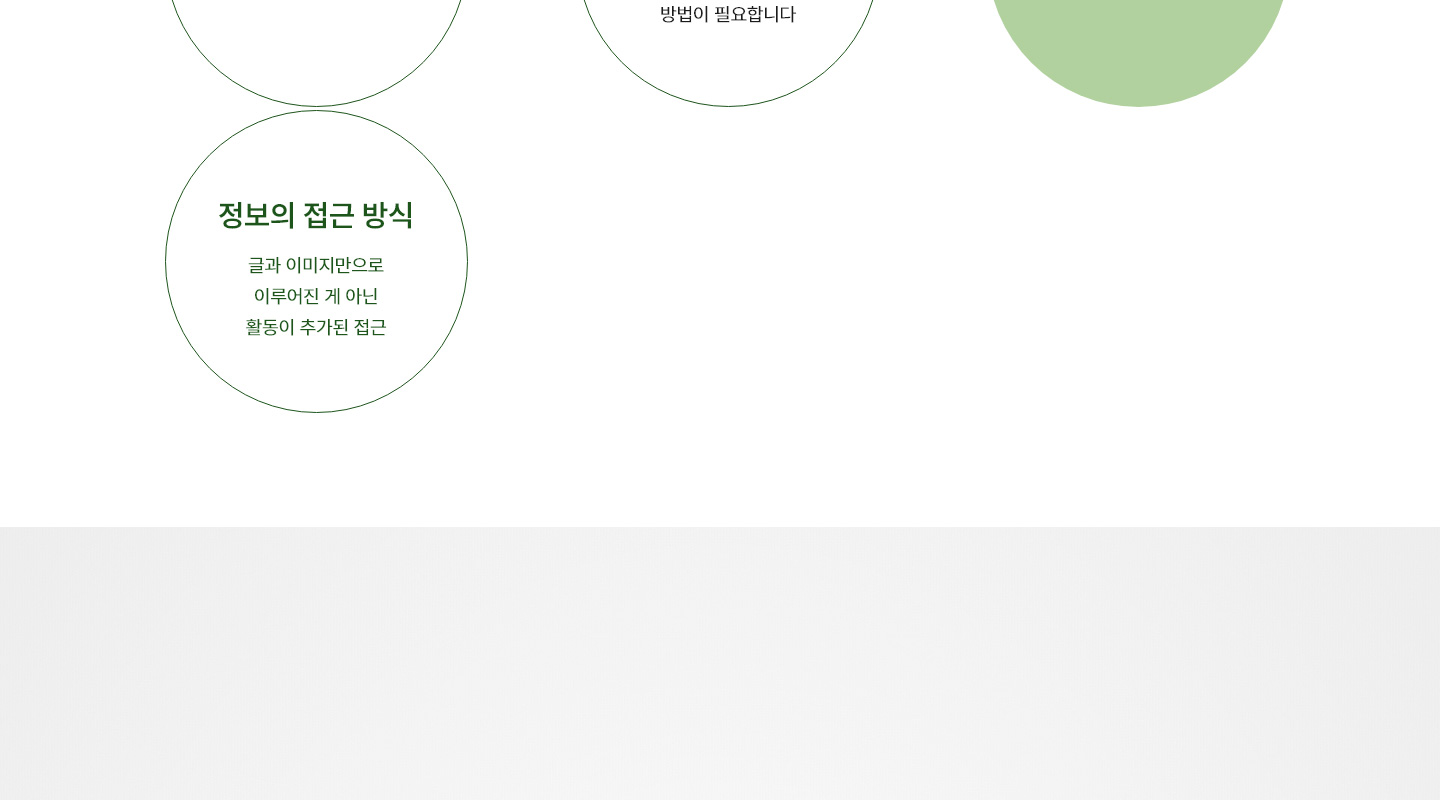 방법이 필요합니다
정보의 접근 방식
글과 이미지만으로
이루어진 게 아닌
활동이 추가된 접근